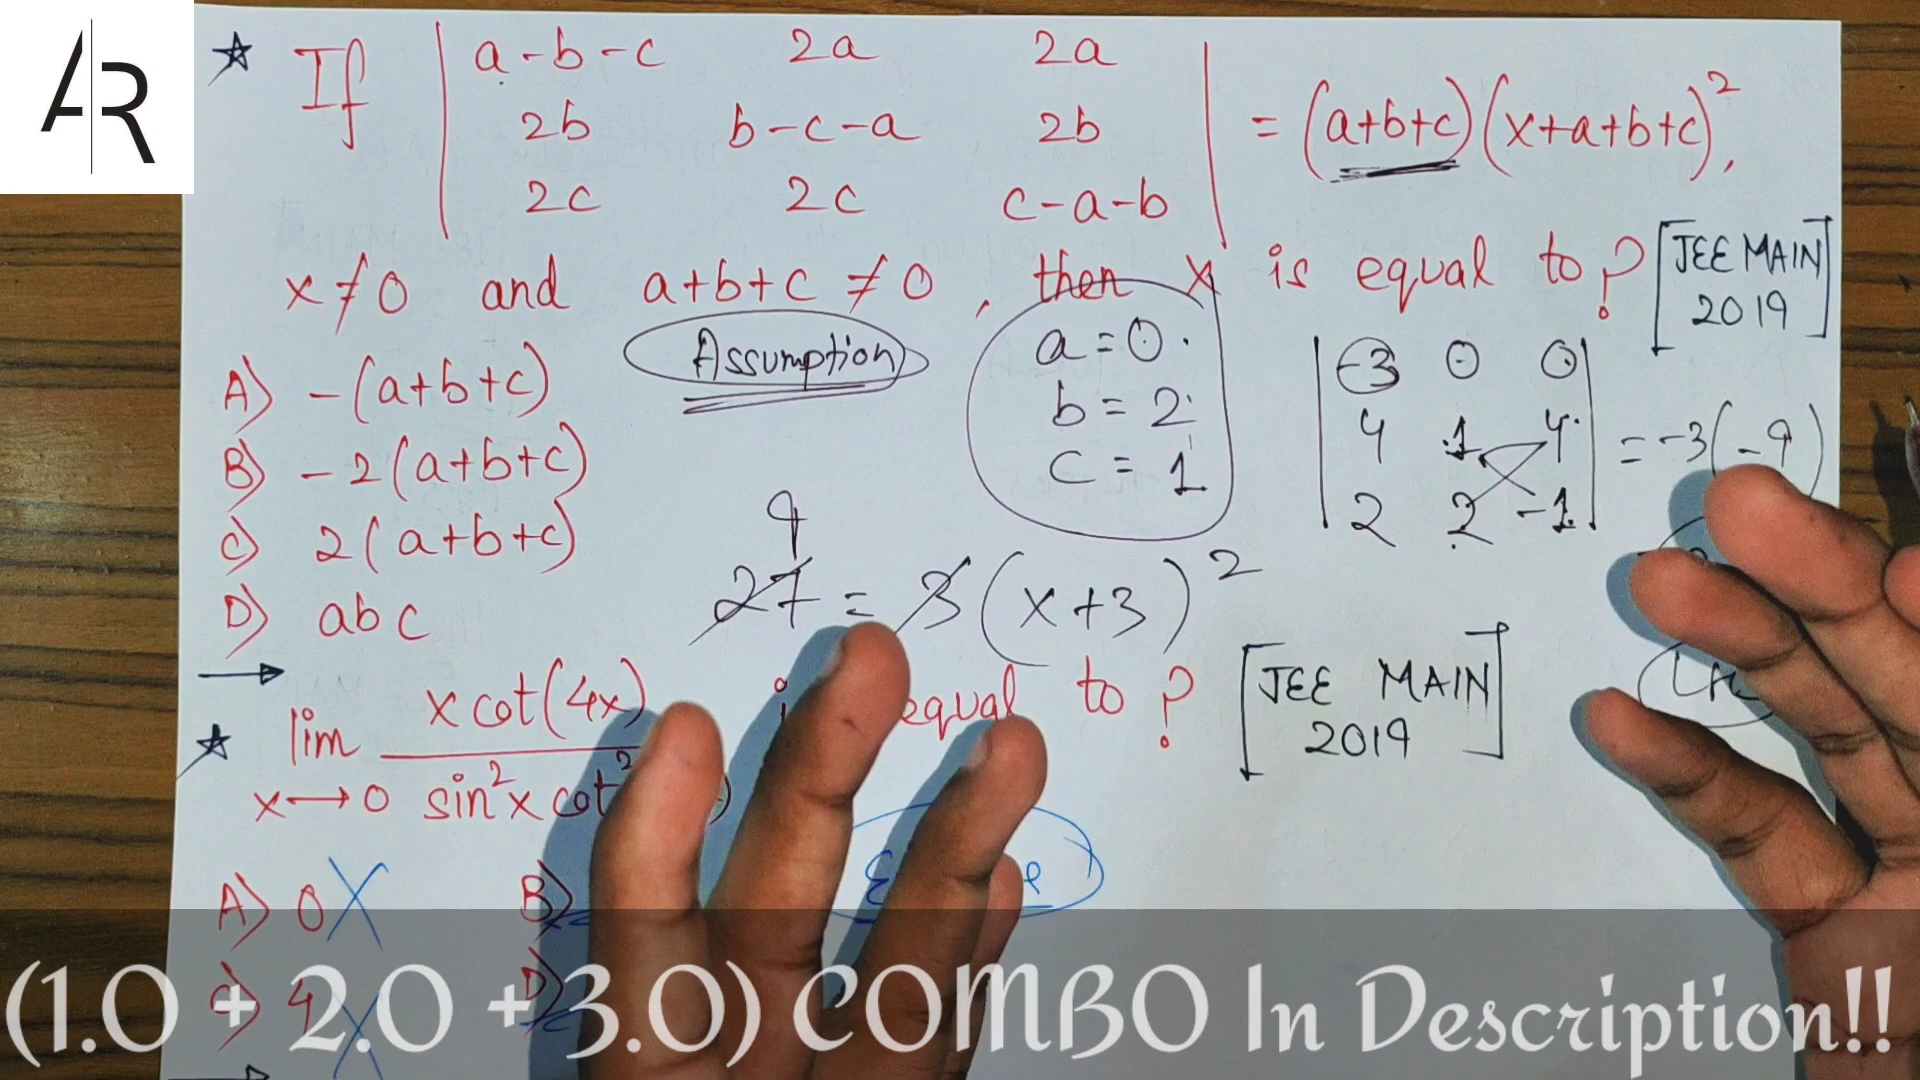 AR
If | a-b-c 2a 2a |
| 2b b-c-a 2b | = (a+b+c)(x+a+b+c)²,
| 2c 2c c-a-b |
x≠0 and a+b+c ≠ 0, then x is equal to?
[JEE MAIN 2019]
A) -(a+b+c)
B) -2(a+b+c)
C) 2(a+b+c)
D) abc
Assumption
a=0
b=2
c=1
| -3 0 0 |
| 4 1 4 | = -3(-9)
| 2 2 -1 |
9
27 = 3(x+3)²
lim x→0 x cot(4x)
sin²x cot²
equal to?
[JEE MAIN 2019]
A) 0 X
B)
C) 4 X
D)
(1.0 + 2.0 + 3.0) COMBO In Description!!